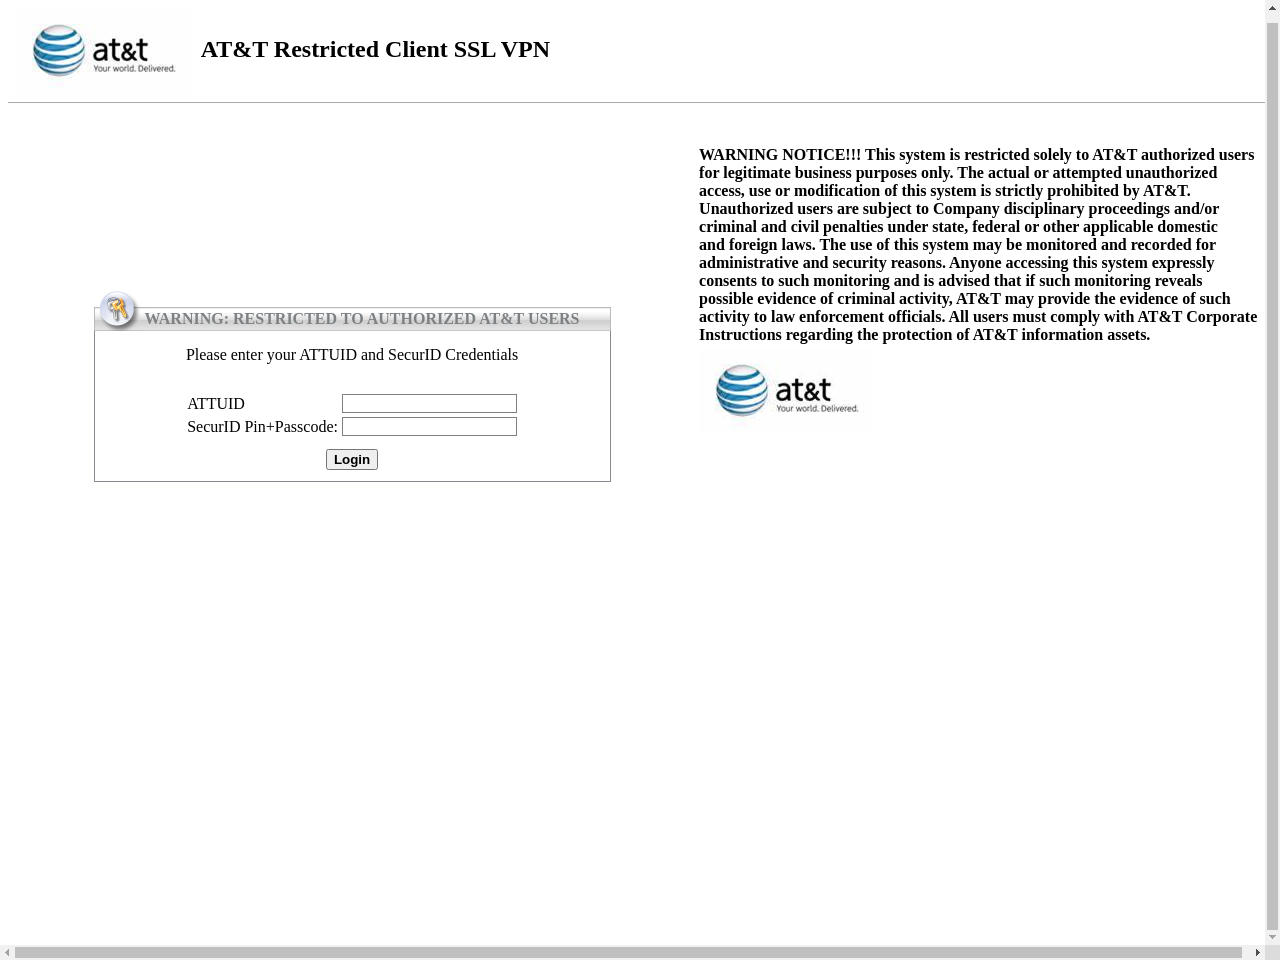 at&t
Your world. Delivered.
AT&T Restricted Client SSL VPN
WARNING: RESTRICTED TO AUTHORIZED AT&T USERS
Please enter your ATTUID and SecurID Credentials
ATTUID
SecurID Pin+Passcode:
Login
WARNING NOTICE!!! This system is restricted solely to AT&T authorized users
for legitimate business purposes only. The actual or attempted unauthorized
access, use or modification of this system is strictly prohibited by AT&T.
Unauthorized users are subject to Company disciplinary proceedings and/or
criminal and civil penalties under state, federal or other applicable domestic
and foreign laws. The use of this system may be monitored and recorded for
administrative and security reasons. Anyone accessing this system expressly
consents to such monitoring and is advised that if such monitoring reveals
possible evidence of criminal activity, AT&T may provide the evidence of such
activity to law enforcement officials. All users must comply with AT&T Corporate
Instructions regarding the protection of AT&T information assets.
at&t
Your world. Delivered.